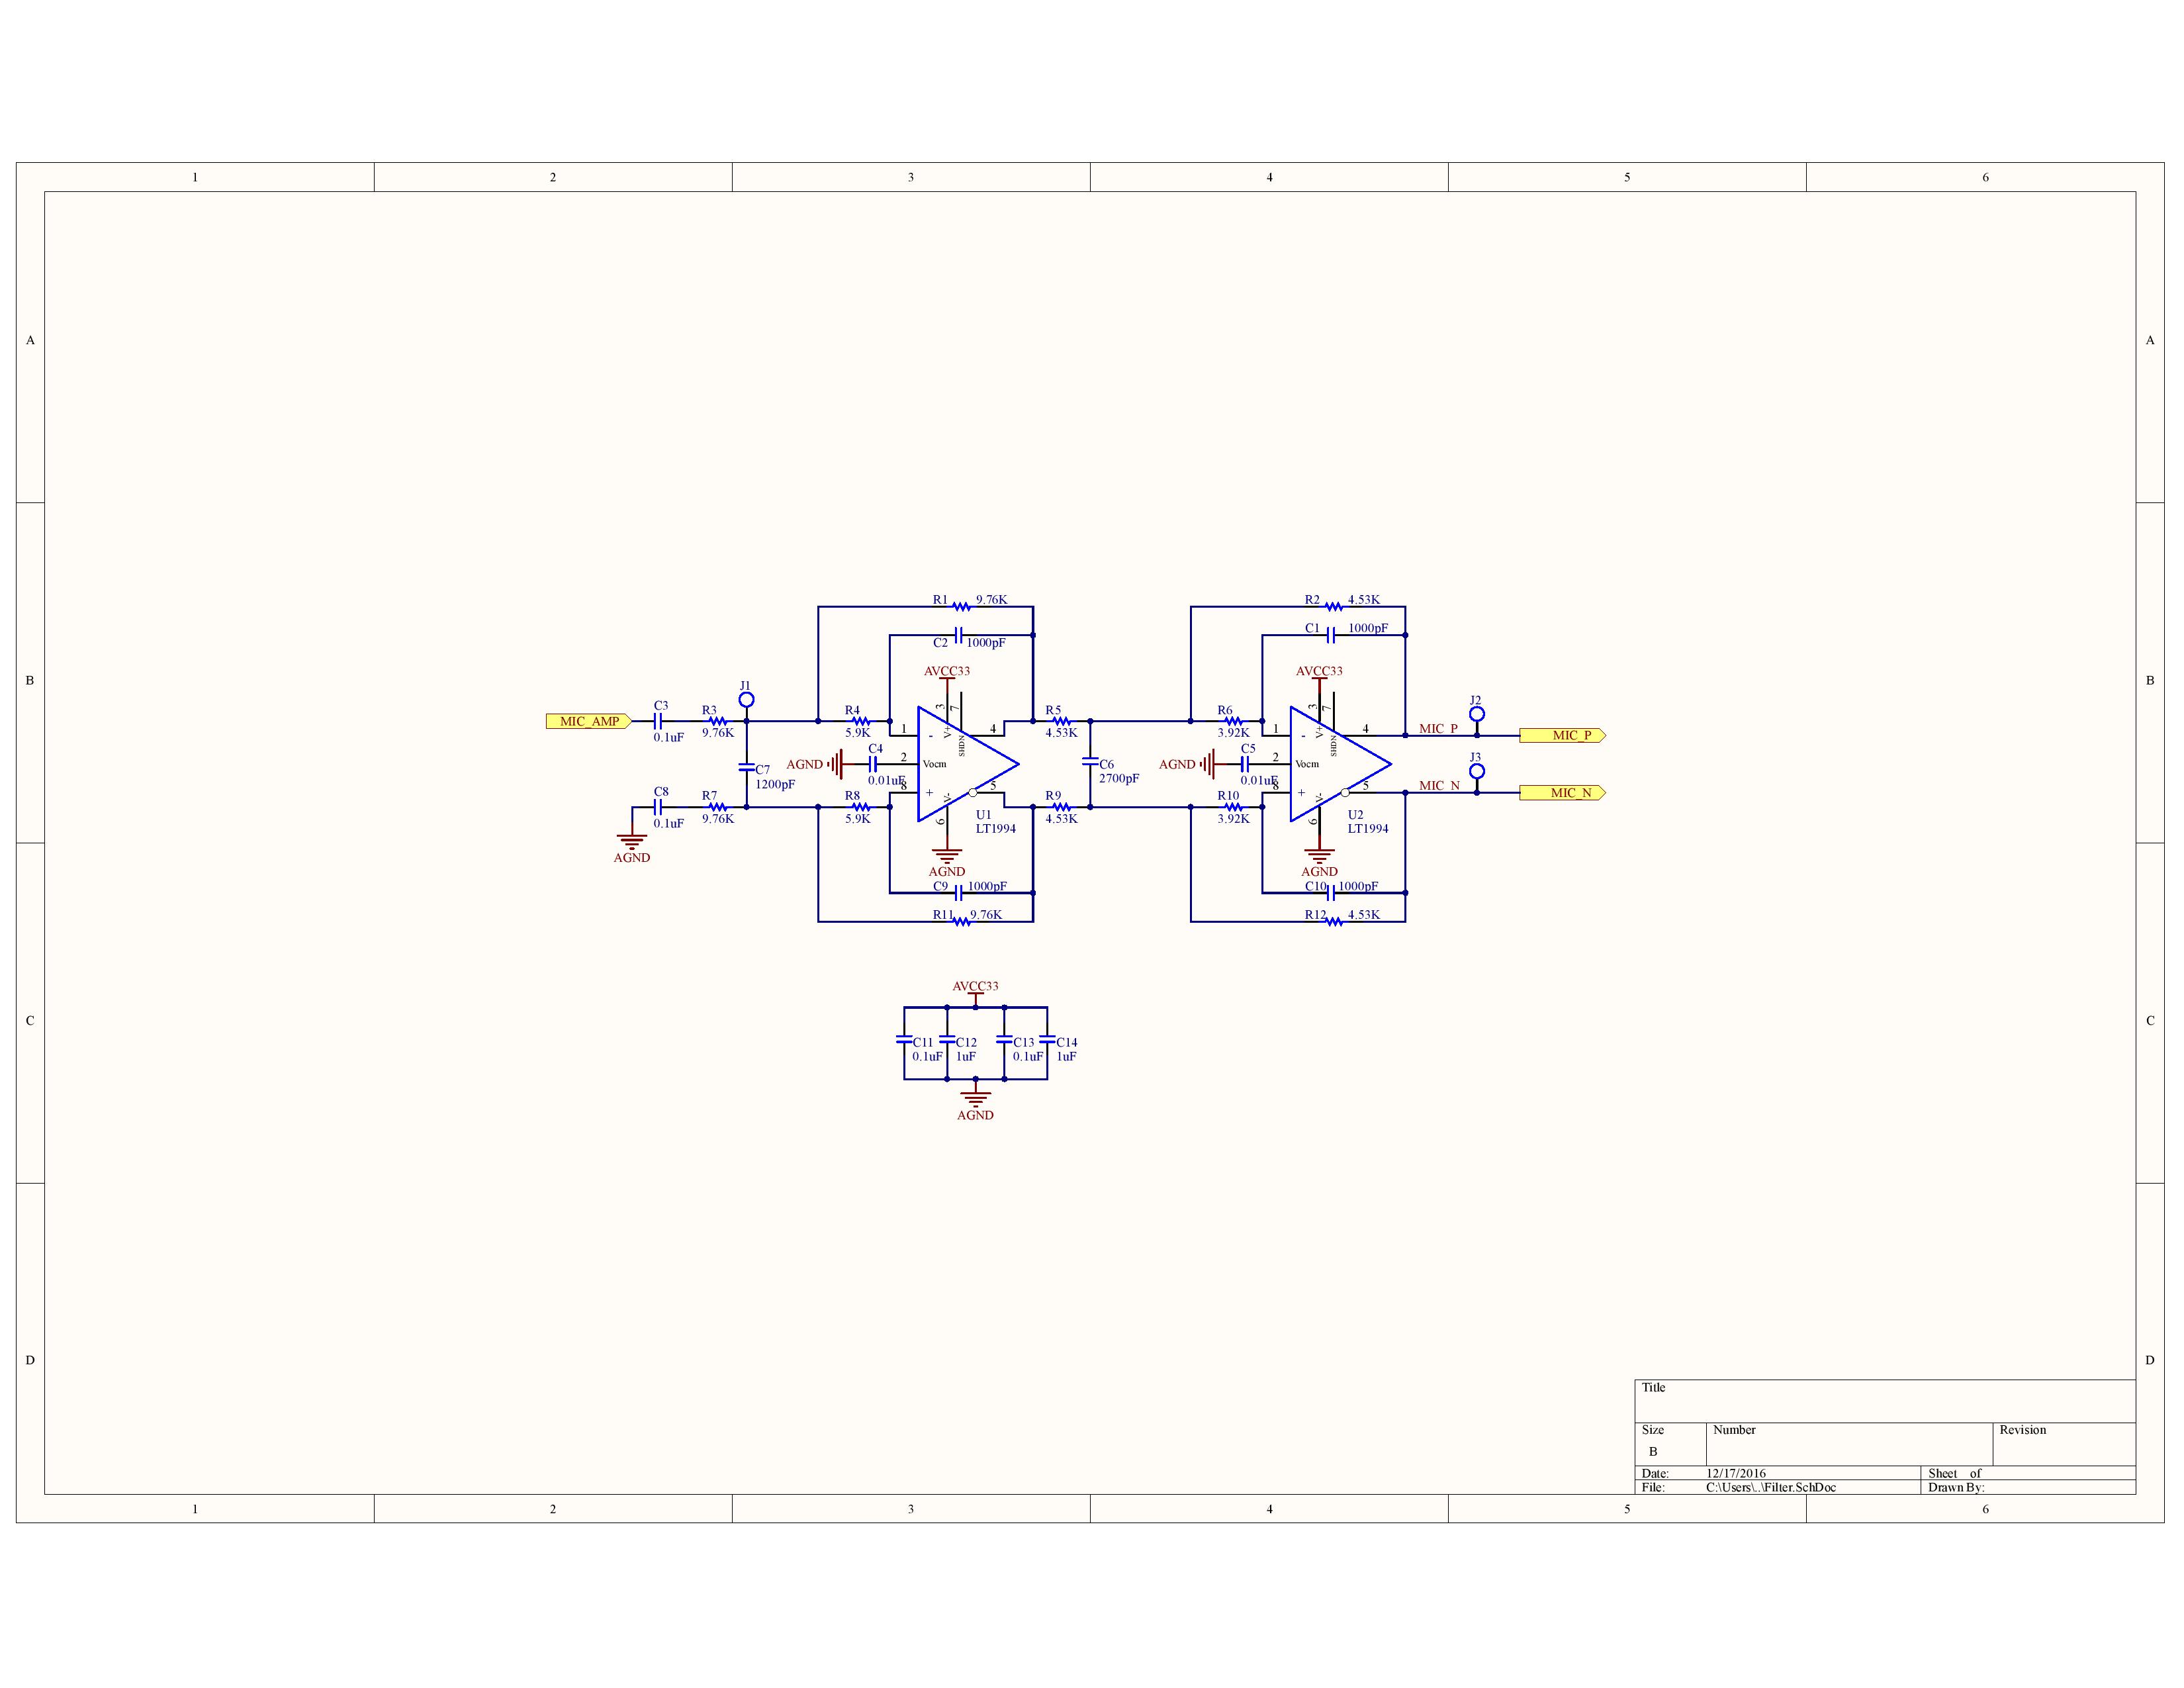 1 2 3 4 5 6
A A
B B
C C
D D
R1 9.76K
C2 1000pF
AVCC33
R2 4.53K
C1 1000pF
AVCC33
MIC_AMP
C3
0.1uF
R3
9.76K
J1
R4
5.9K
C7
1200pF
AGND
C4
0.01uF
C8
0.1uF
AGND
R7
9.76K
R8
5.9K
1 -
2 Vocm
8 +
3 V+
7 SHDN
4
5
6 V-
U1
LT1994
AGND
C9 1000pF
R11 9.76K
R5
4.53K
C6
2700pF
R9
4.53K
R6
3.92K
AGND
C5
0.01uF
R10
3.92K
1 -
2 Vocm
8 +
3 V+
7 SHDN
4
5
6 V-
U2
LT1994
AGND
C10 1000pF
R12 4.53K
MIC_P
J2
MIC_P
MIC_N
J3
MIC_N
AVCC33
C11 C12 C13 C14
0.1uF 1uF 0.1uF 1uF
AGND
Title
Size Number Revision
B
Date: 12/17/2016 Sheet of
File: C:\Users\..\Filter.SchDoc Drawn By:
1 2 3 4 5 6